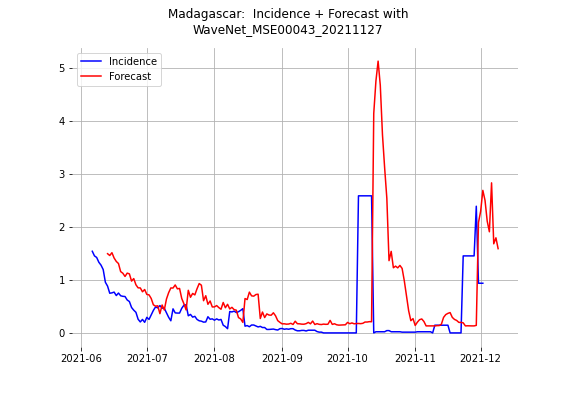 Madagascar:  Incidence + Forecast with
WaveNet_MSE00043_20211127
Incidence
Forecast
5
4
3
2
1
0
2021-06 2021-07 2021-08 2021-09 2021-10 2021-11 2021-12